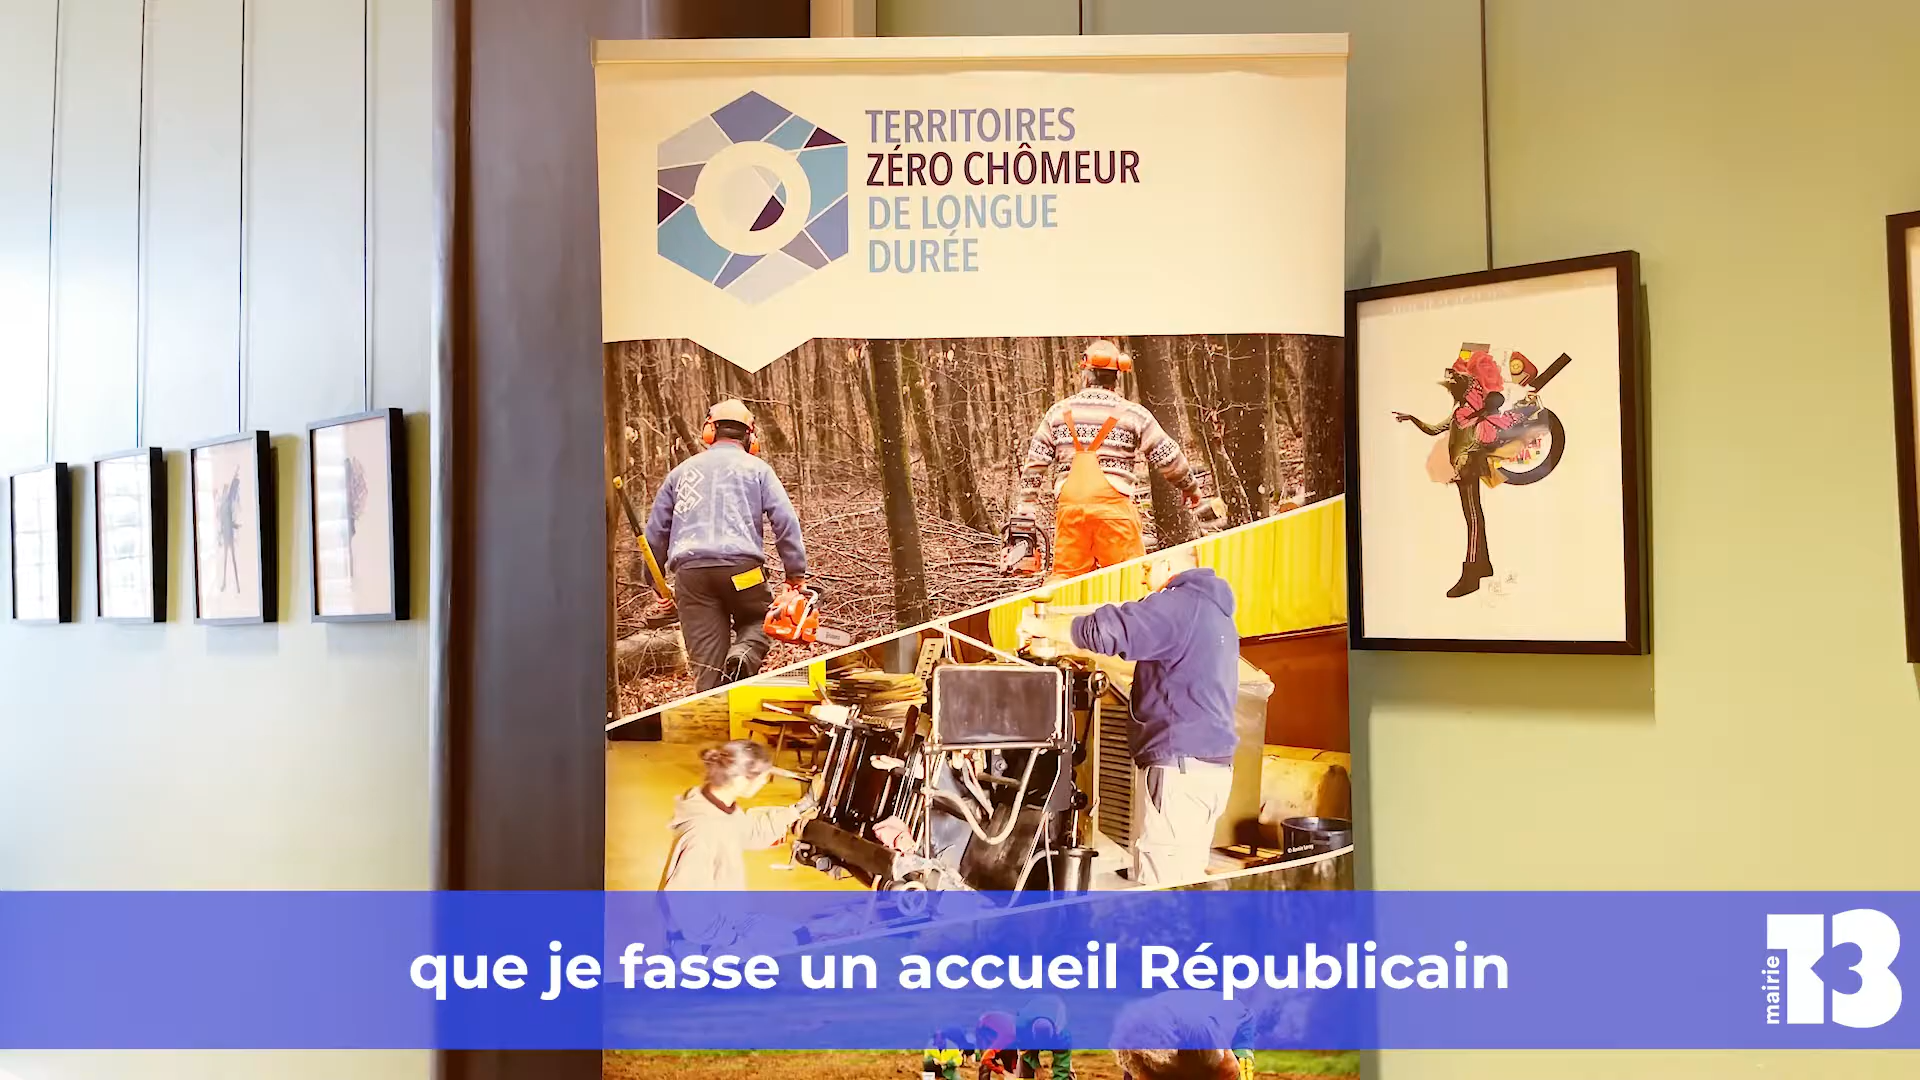 TERRITOIRES
ZÉRO CHÔMEUR
DE LONGUE
DURÉE
que je fasse un accueil Républicain
mairie 13